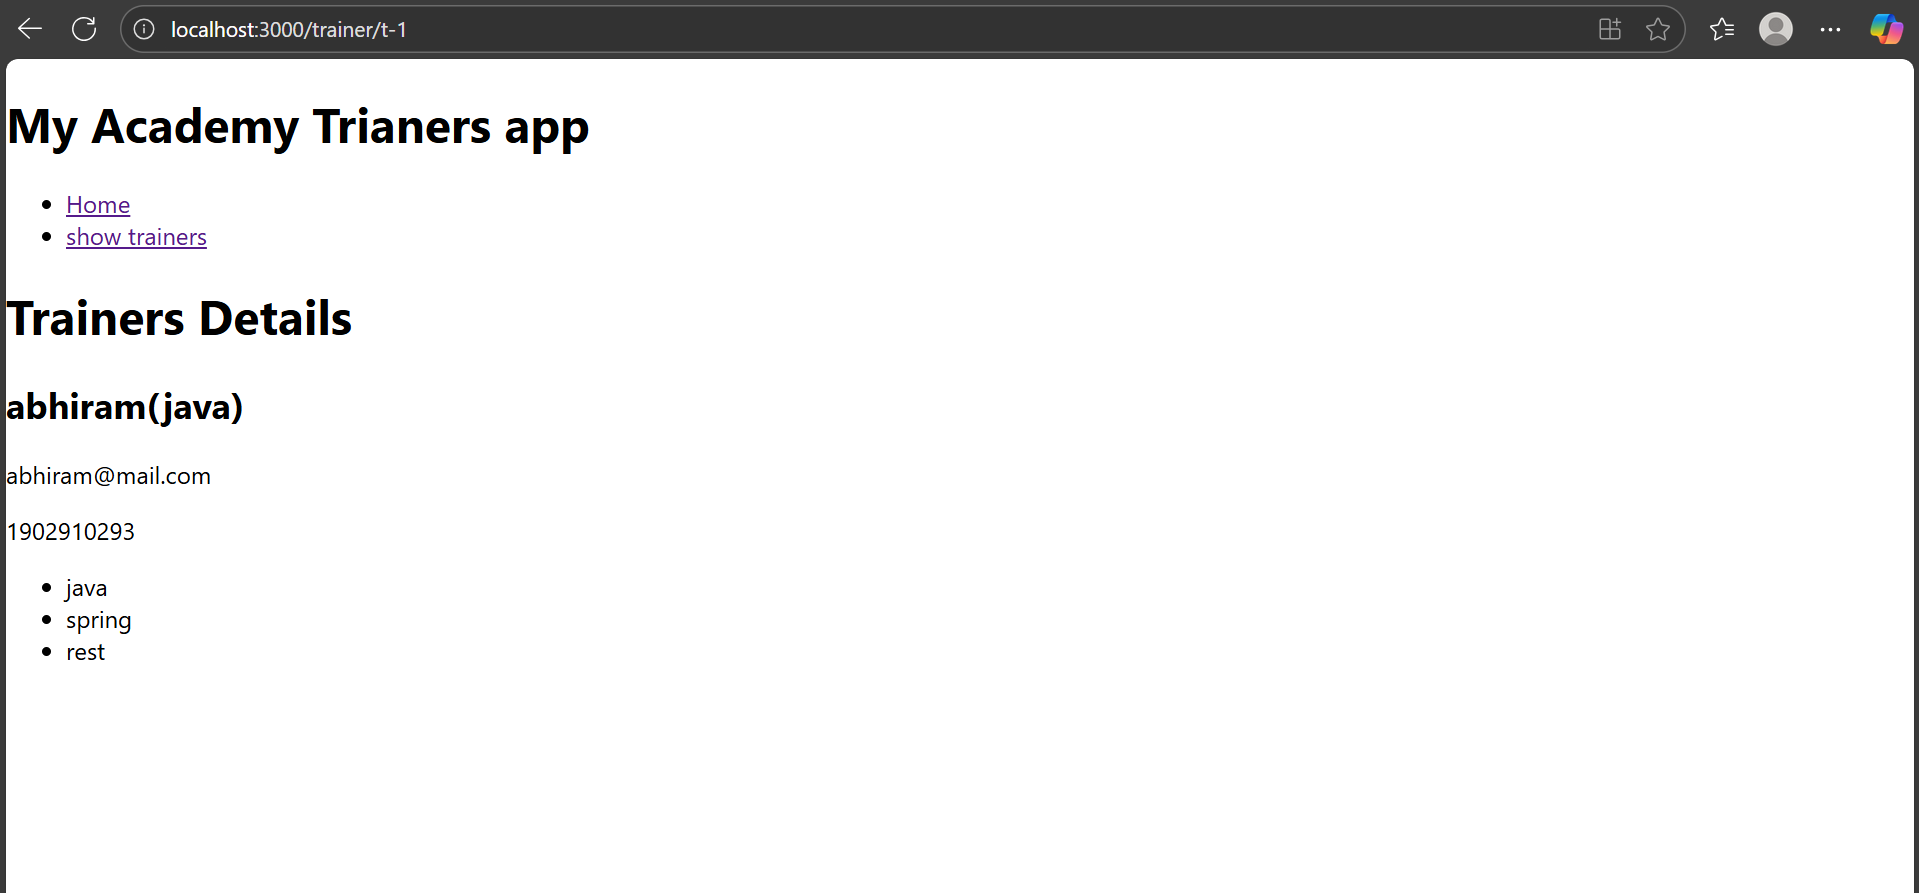 localhost:3000/trainer/t-1
My Academy Trianers app
Home
show trainers
Trainers Details
abhiram(java)
abhiram@mail.com
1902910293
java
spring
rest